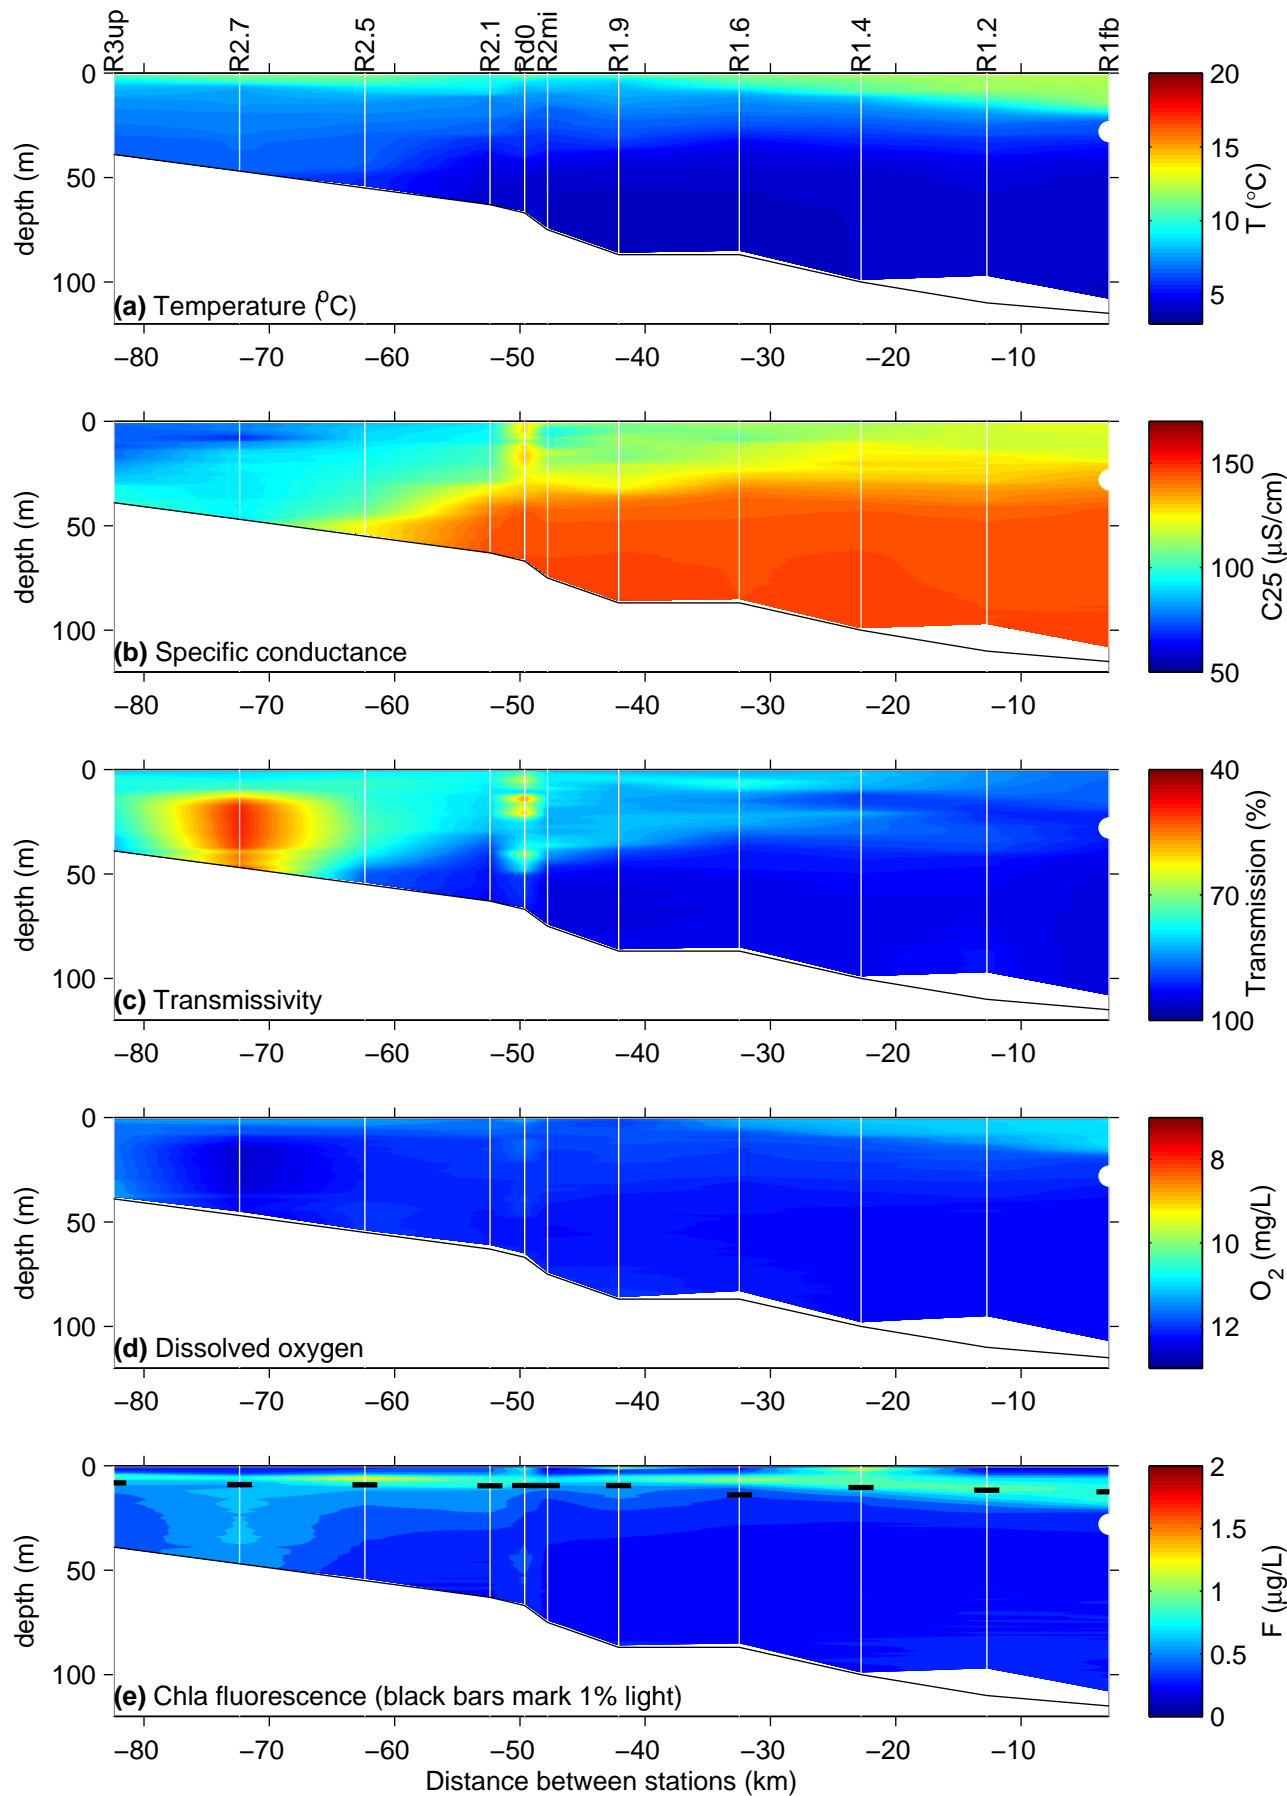 R3up R2.7 R2.5 R2.1 Rd0 R2mi R1.9 R1.6 R1.4 R1.2 R1fb
0
50
100
depth (m)
(a) Temperature (oC)
−80 −70 −60 −50 −40 −30 −20 −10
20
15
10
5
T (°C)
0
50
100
depth (m)
(b) Specific conductance
−80 −70 −60 −50 −40 −30 −20 −10
150
100
50
C25 (μS/cm)
0
50
100
depth (m)
(c) Transmissivity
−80 −70 −60 −50 −40 −30 −20 −10
40
70
100
Transmission (%)
0
50
100
depth (m)
(d) Dissolved oxygen
−80 −70 −60 −50 −40 −30 −20 −10
8
10
12
O2 (mg/L)
0
50
100
depth (m)
(e) Chla fluorescence (black bars mark 1% light)
−80 −70 −60 −50 −40 −30 −20 −10
Distance between stations (km)
2
1.5
1
0.5
0
F (μg/L)